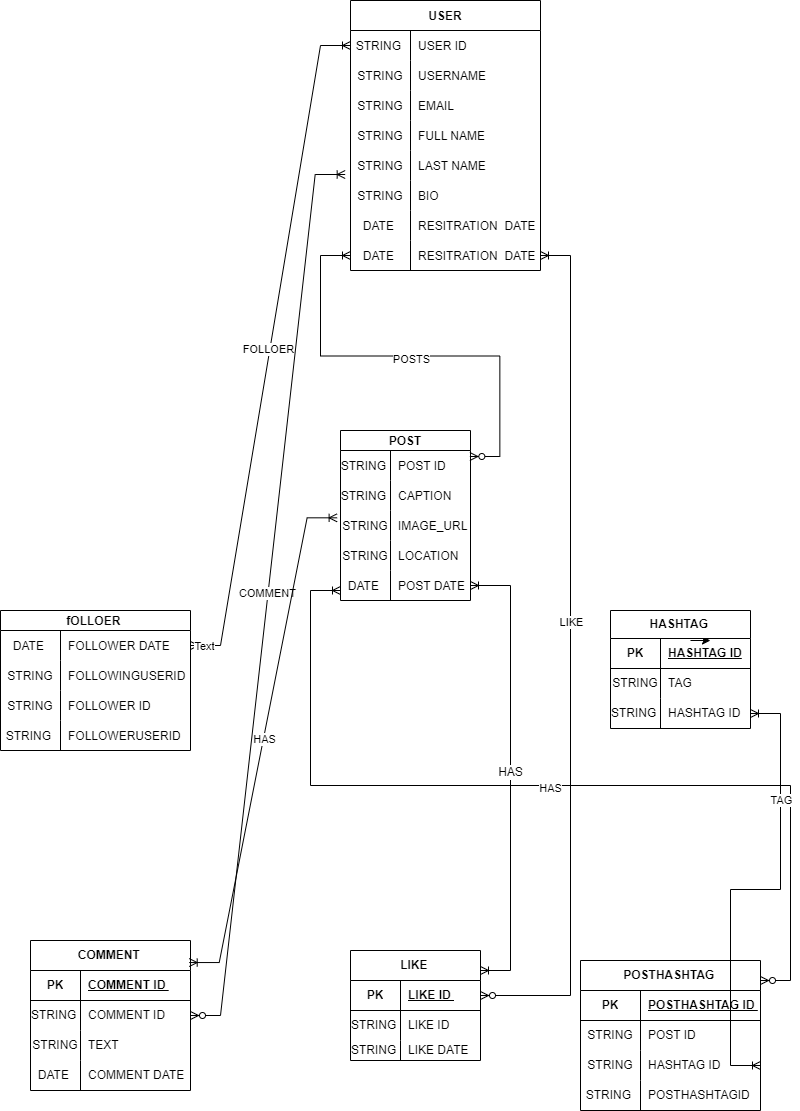 USER
STRING USER ID
STRING USERNAME
STRING EMAIL
STRING FULL NAME
STRING LAST NAME
STRING BIO
DATE RESITRATION DATE
DATE RESITRATION DATE
FOLLOER
POSTS
POST
STRING POST ID
STRING CAPTION
STRING IMAGE_URL
STRING LOCATION
DATE POST DATE
COMMENT
LIKE
fOLLOER
DATE FOLLOWER DATE
STRING FOLLOWINGUSERID
STRING FOLLOWER ID
STRING FOLLOWERUSERID
Text
HASHTAG
PK HASHTAG ID
STRING TAG
STRING HASHTAG ID
HAS
HAS
HAS
TAG
COMMENT
PK COMMENT ID
STRING COMMENT ID
STRING TEXT
DATE COMMENT DATE
LIKE
PK LIKE ID
STRING LIKE ID
STRING LIKE DATE
POSTHASHTAG
PK POSTHASHTAG ID
STRING POST ID
STRING HASHTAG ID
STRING POSTHASHTAGID